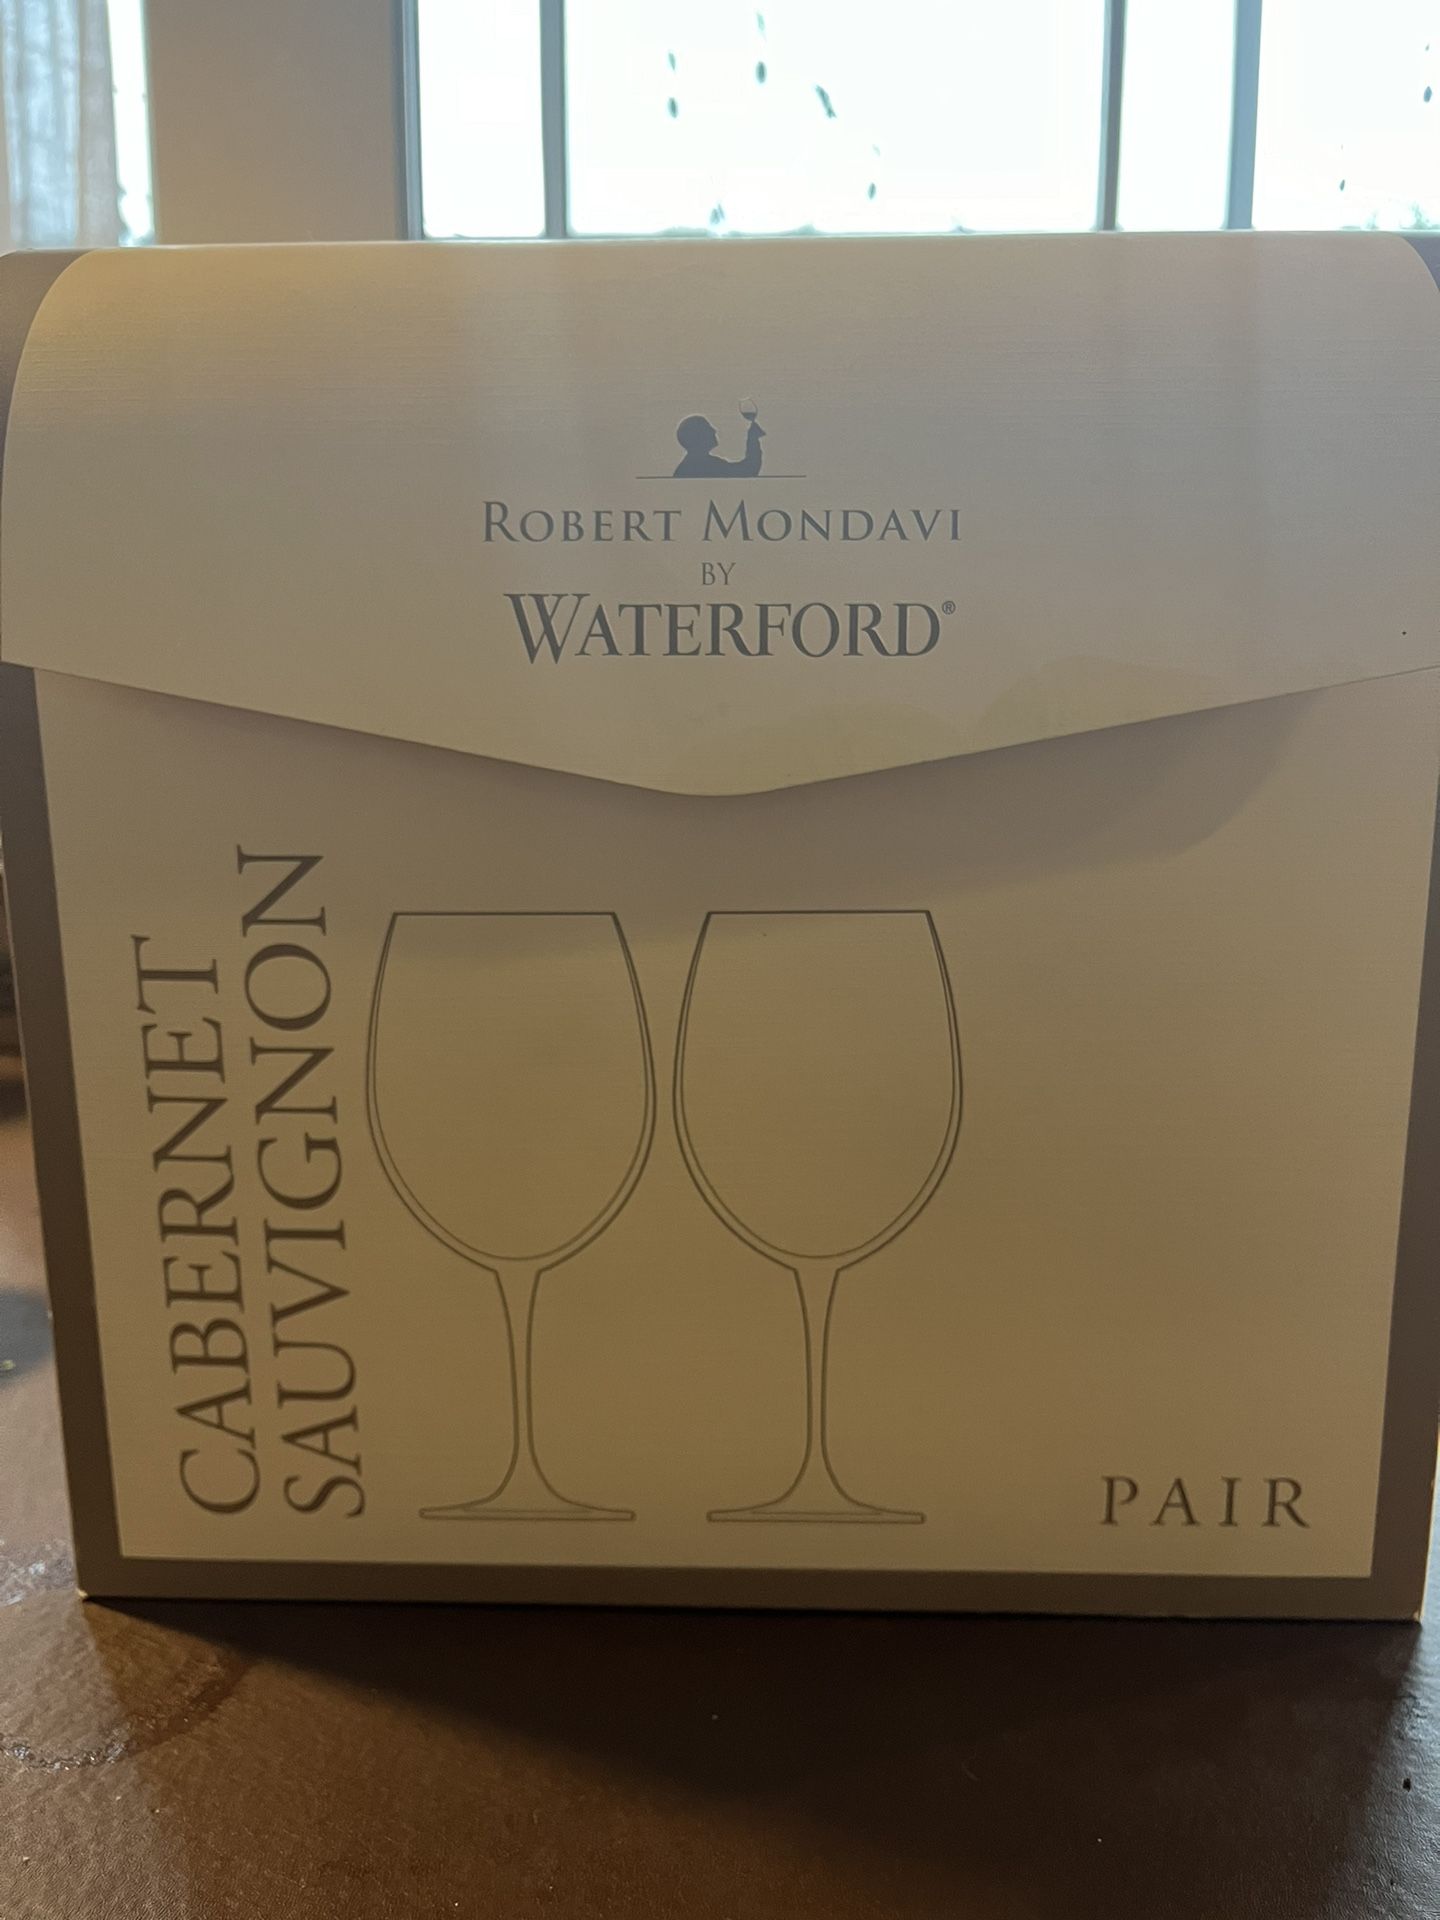 ROBERT MONDAVI
BY
WATERFORD®
CABERNET
SAUVIGNON
PAIR